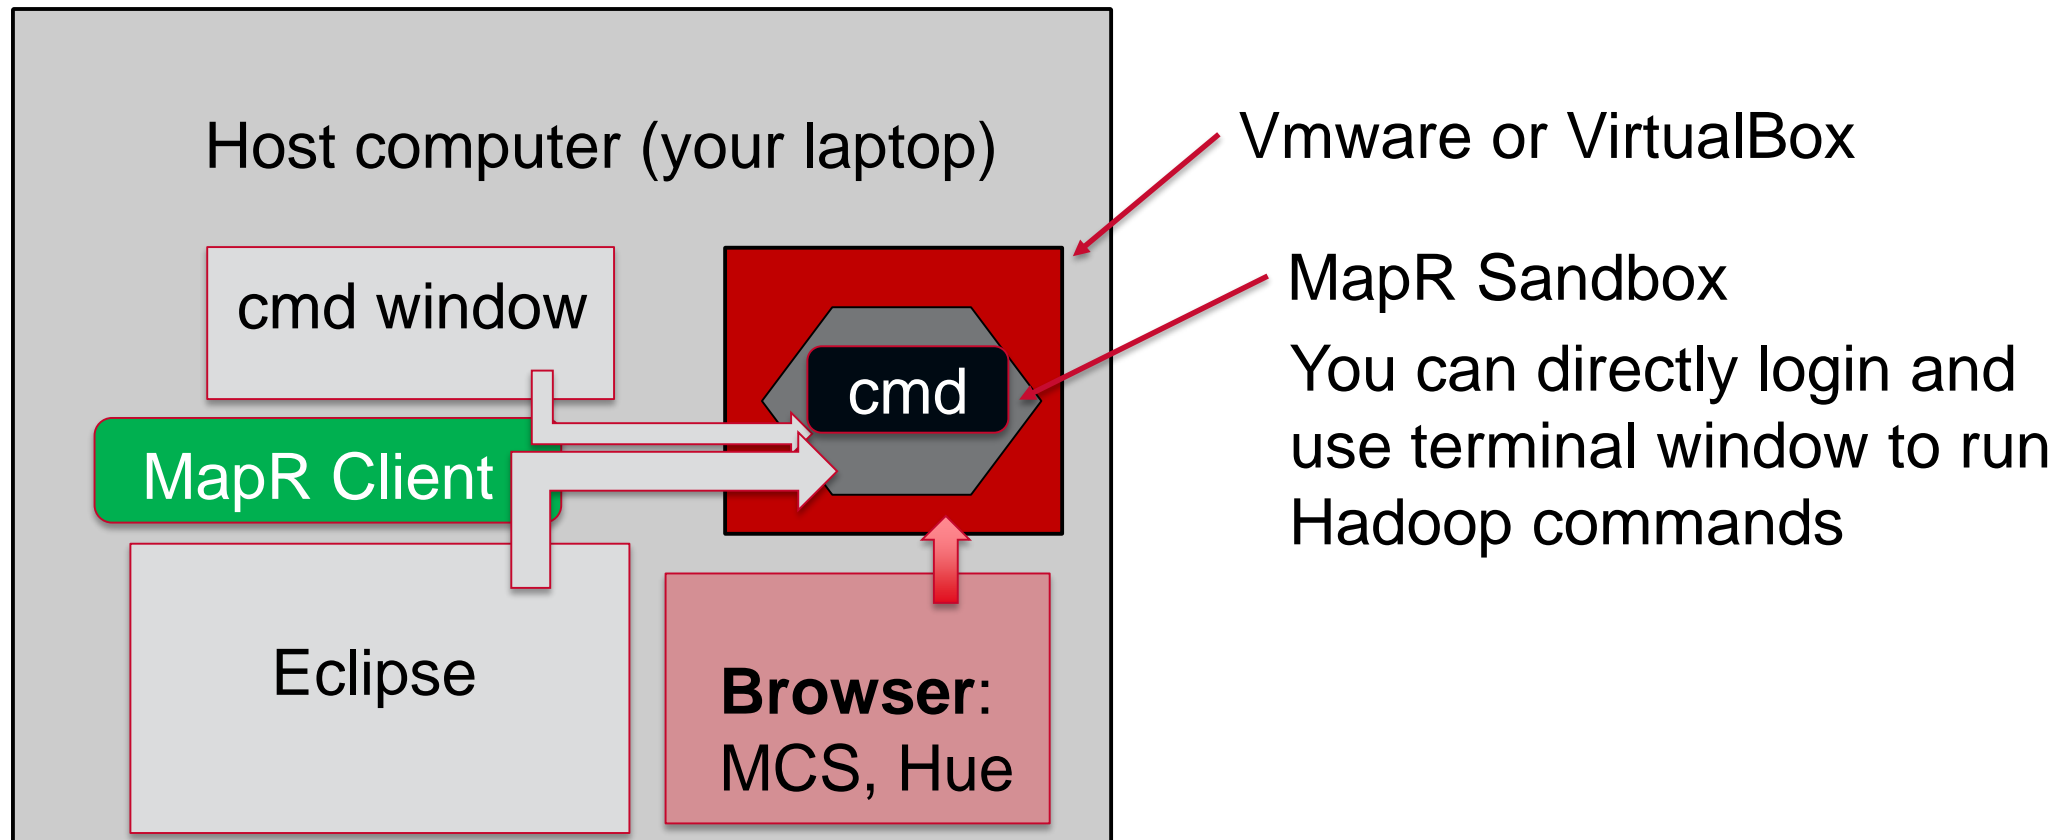 Host computer (your laptop)
cmd window
MapR Client
Eclipse
cmd
Browser:
MCS, Hue
Vmware or VirtualBox
MapR Sandbox
You can directly login and
use terminal window to run
Hadoop commands